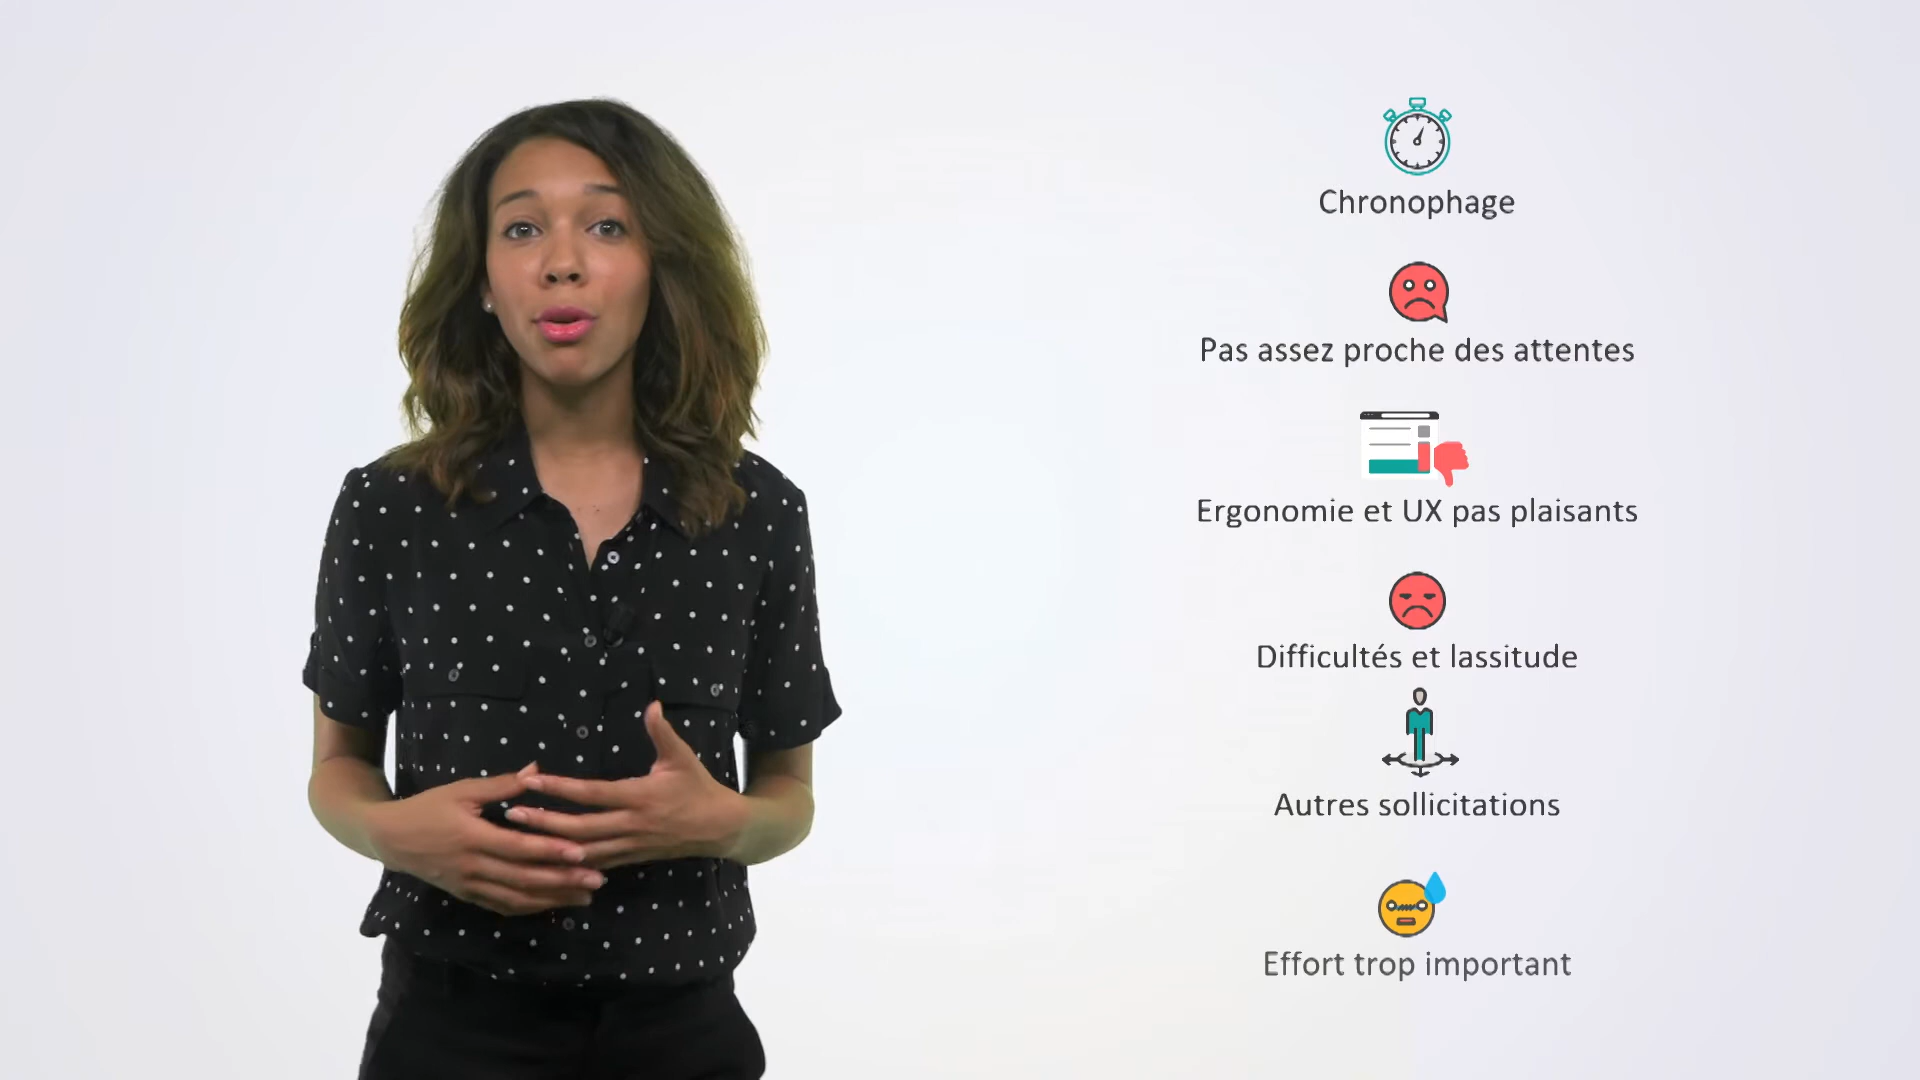 Chronophage
Pas assez proche des attentes
Ergonomie et UX pas plaisants
Difficultés et lassitude
Autres sollicitations
Effort trop important